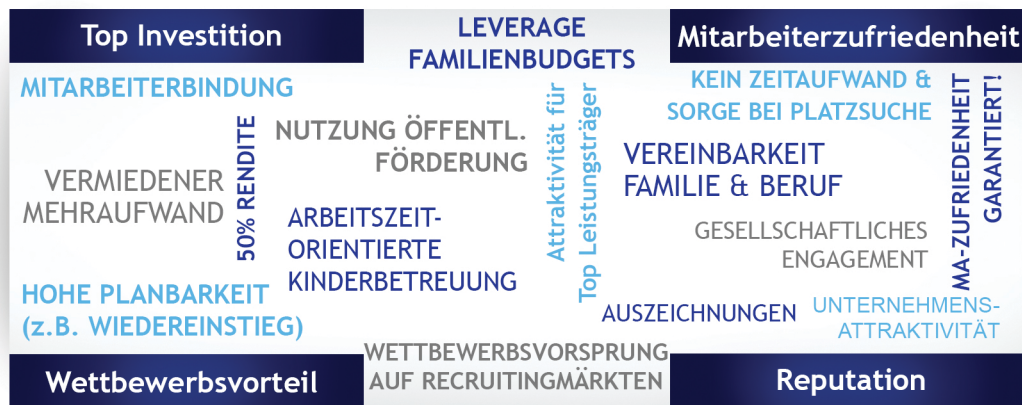 Top Investition
LEVERAGE
FAMILIENBUDGETS
Mitarbeiterzufriedenheit
MITARBEITERBINDUNG
KEIN ZEITAUFWAND &
SORGE BEI PLATZSUCHE
NUTZUNG ÖFFENTL.
FÖRDERUNG
50% RENDITE
Attraktivität für
Top Leistungsträger
MA-ZUFRIEDENHEIT
GARANTIERT!
VEREINBARKEIT
FAMILIE & BERUF
VERMIEDENER
MEHRAUFWAND
ARBEITSZEIT-
ORIENTIERTE
KINDERBETREUUNG
GESELLSCHAFTLICHES
ENGAGEMENT
HOHE PLANBARKEIT
(z.B. WIEDEREINSTIEG)
AUSZEICHNUNGEN
UNTERNEHMENS-
ATTRAKTIVITÄT
Wettbewerbsvorteil
WETTBEWERBSVORSPRUNG
AUF RECRUITINGMÄRKTEN
Reputation